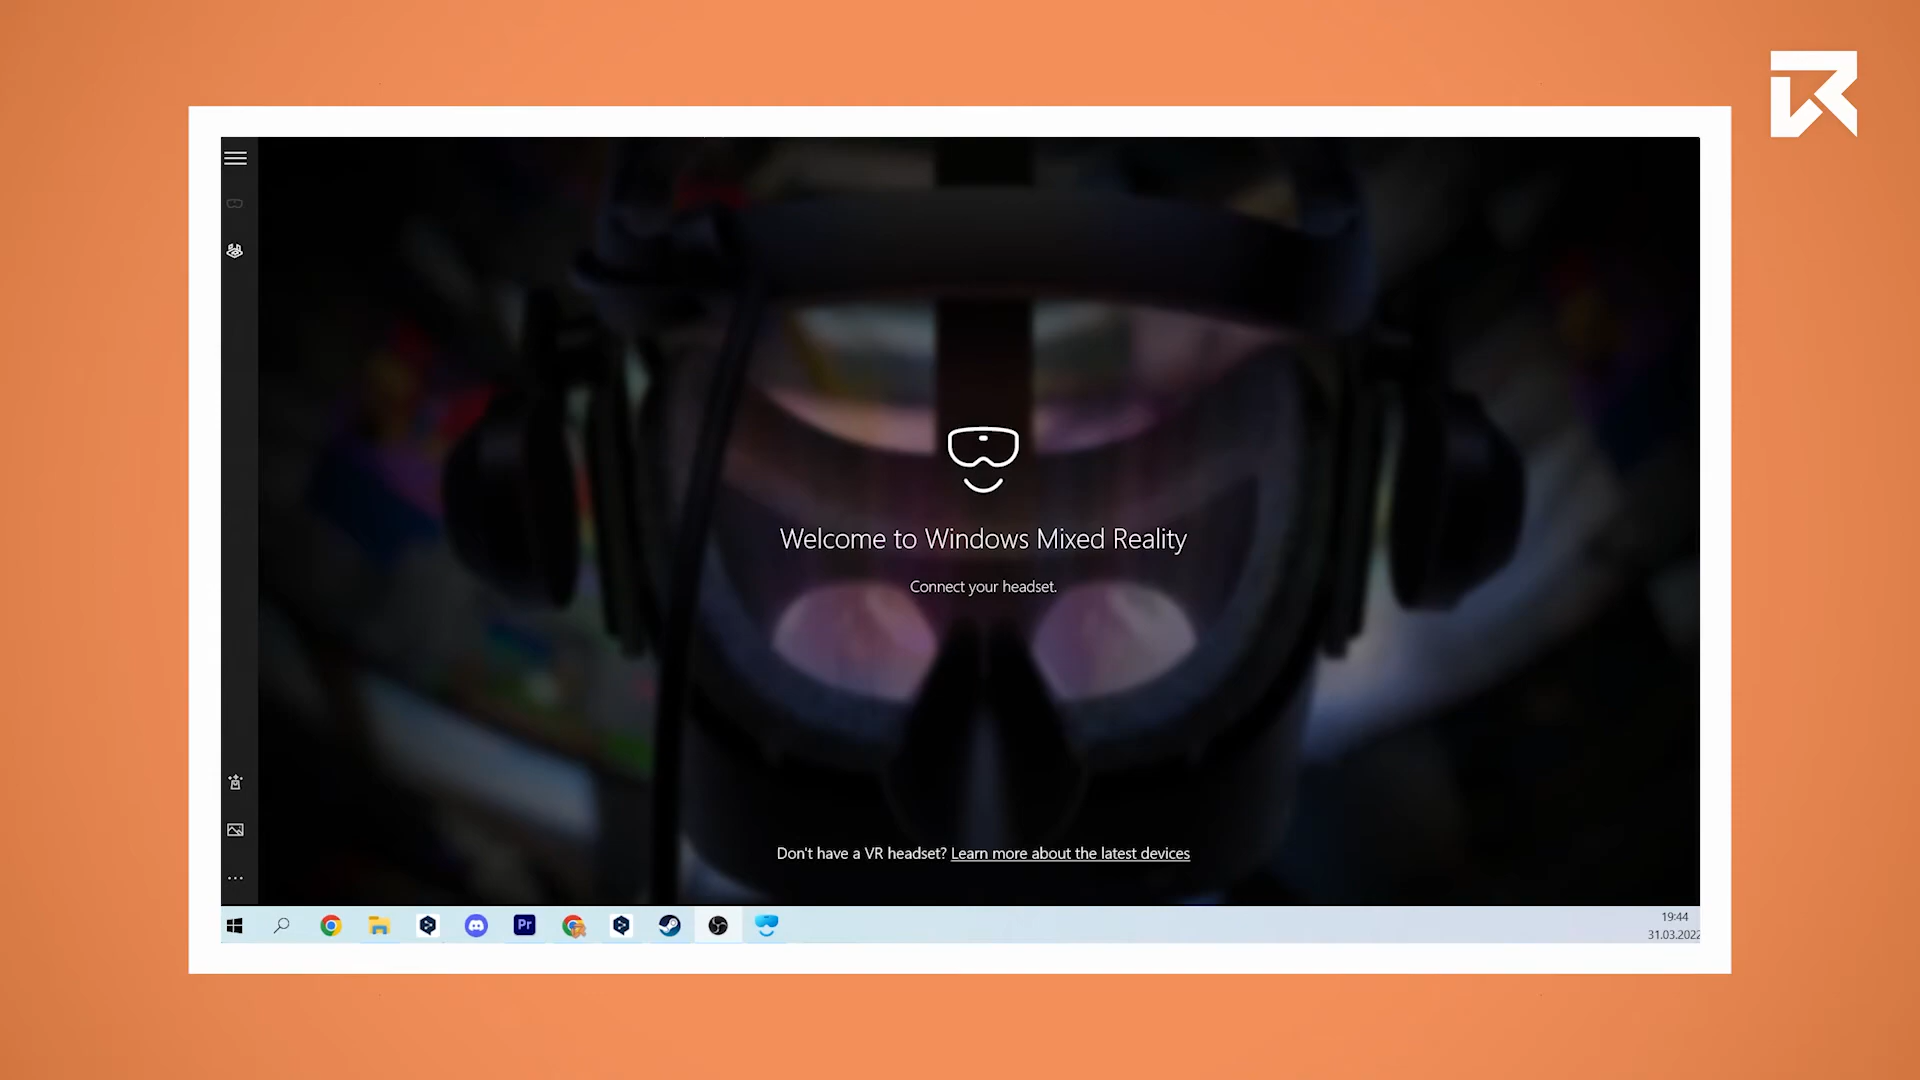 Welcome to Windows Mixed Reality
Connect your headset.
Don't have a VR headset? Learn more about the latest devices
Pr
19:44
31.03.2022